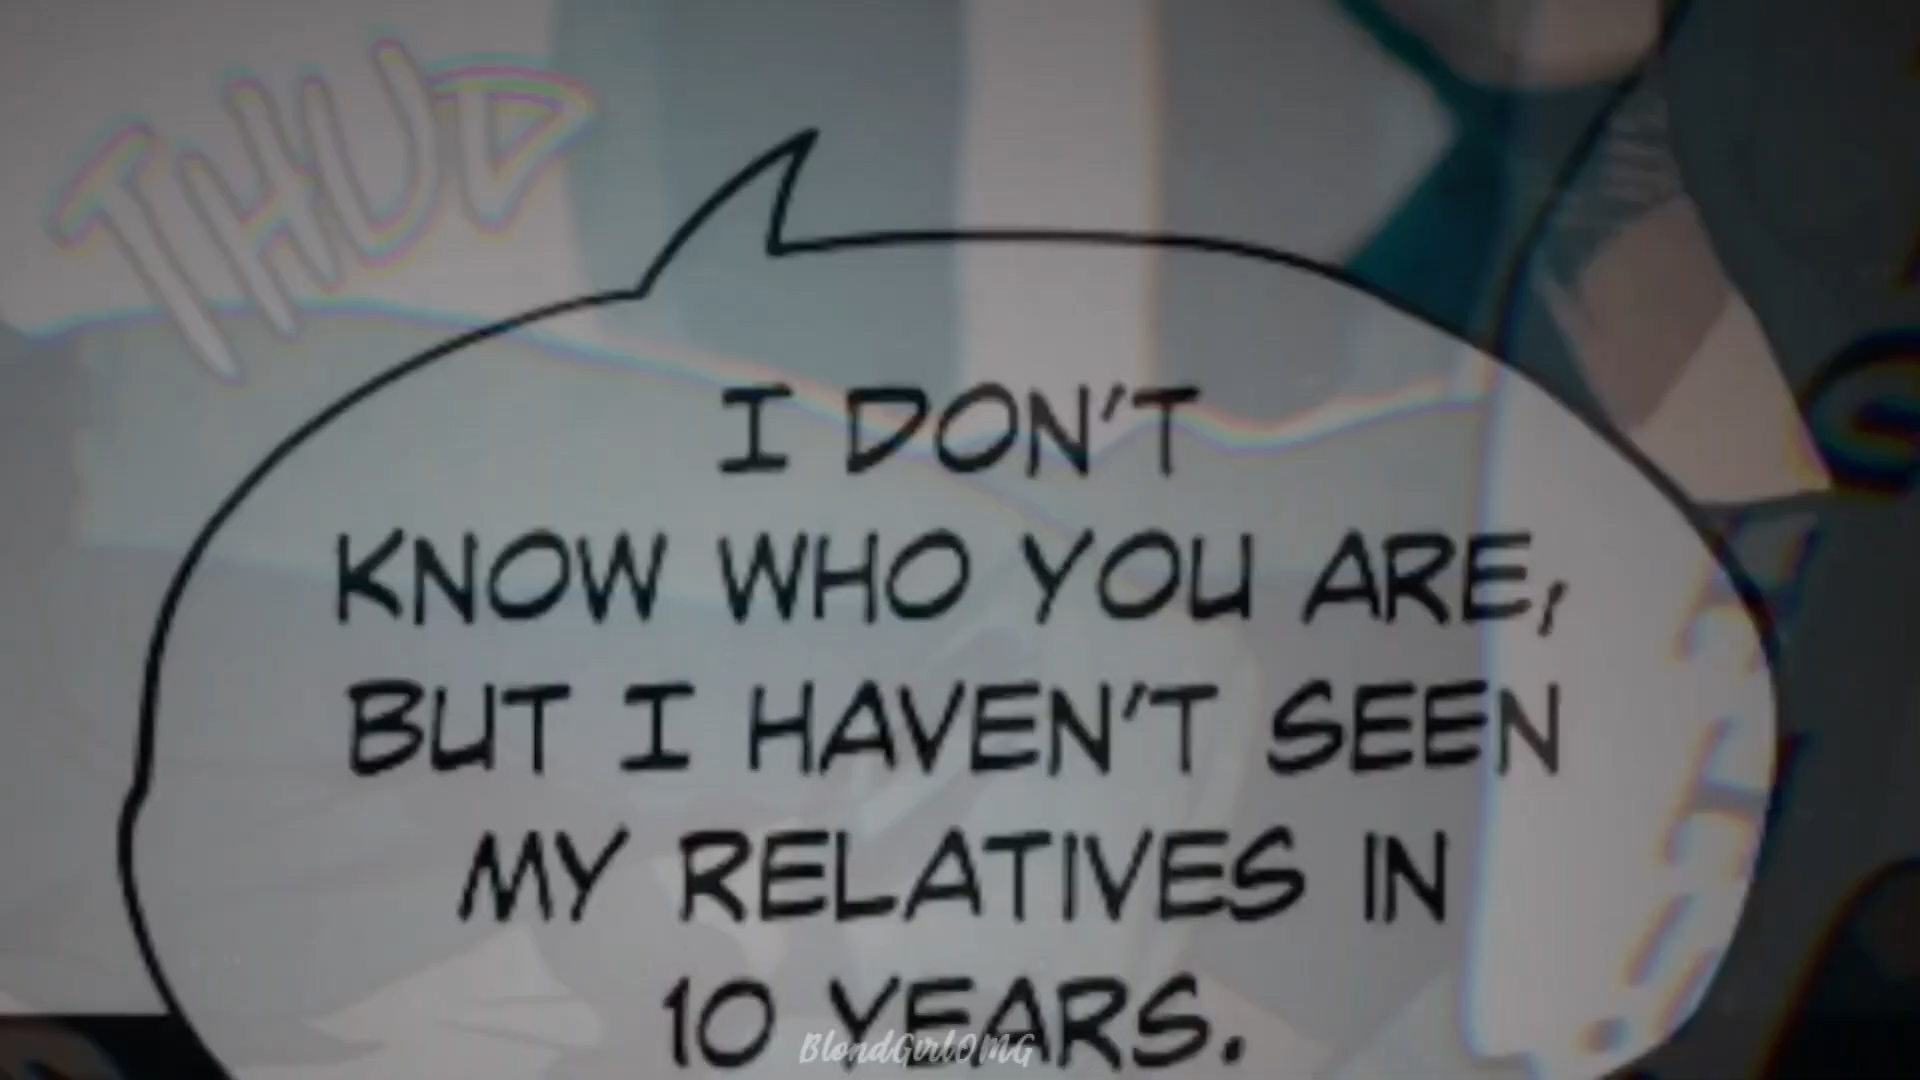 THUD
I DON'T
KNOW WHO YOU ARE,
BUT I HAVEN'T SEEN
MY RELATIVES IN
10 YEARS.
BlondGirlOMG